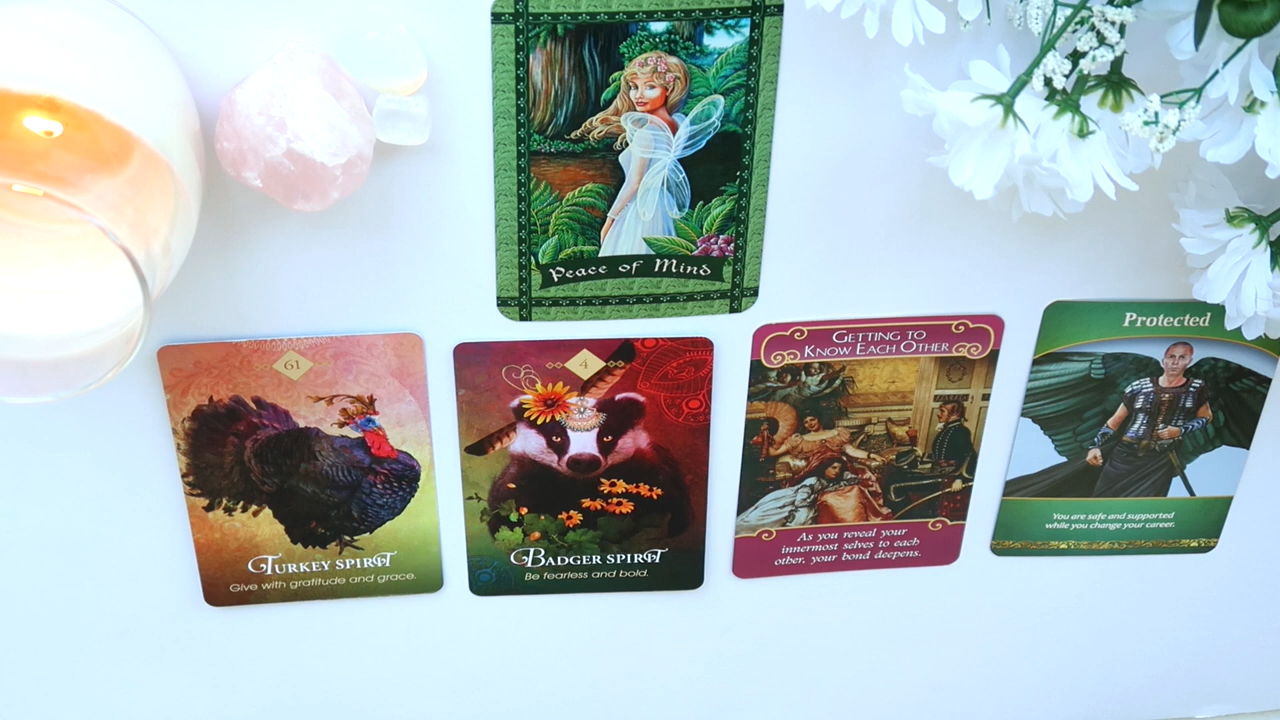 Peace of Mind
61
TURKEY SPIRIT
Give with gratitude and grace.
4
BADGER SPIRIT
Be fearless and bold.
GETTING TO
KNOW EACH OTHER
As you reveal your
innermost selves to each
other, your bond deepens.
Protected
You are safe and supported
while you change your career.